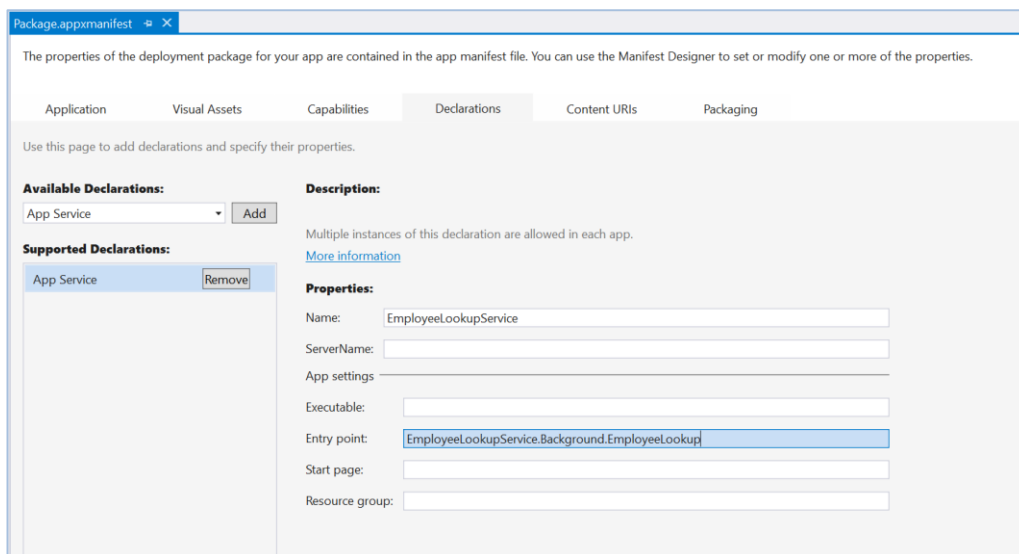 Package.appxmanifest
The properties of the deployment package for your app are contained in the app manifest file. You can use the Manifest Designer to set or modify one or more of the properties.
Application Visual Assets Capabilities Declarations Content URIs Packaging
Use this page to add declarations and specify their properties.
Available Declarations:
App Service Add
Supported Declarations:
App Service Remove
Description:
Multiple instances of this declaration are allowed in each app.
More information
Properties:
Name: EmployeeLookupService
ServerName:
App settings
Executable:
Entry point: EmployeeLookupService.Background.EmployeeLookup
Start page:
Resource group: